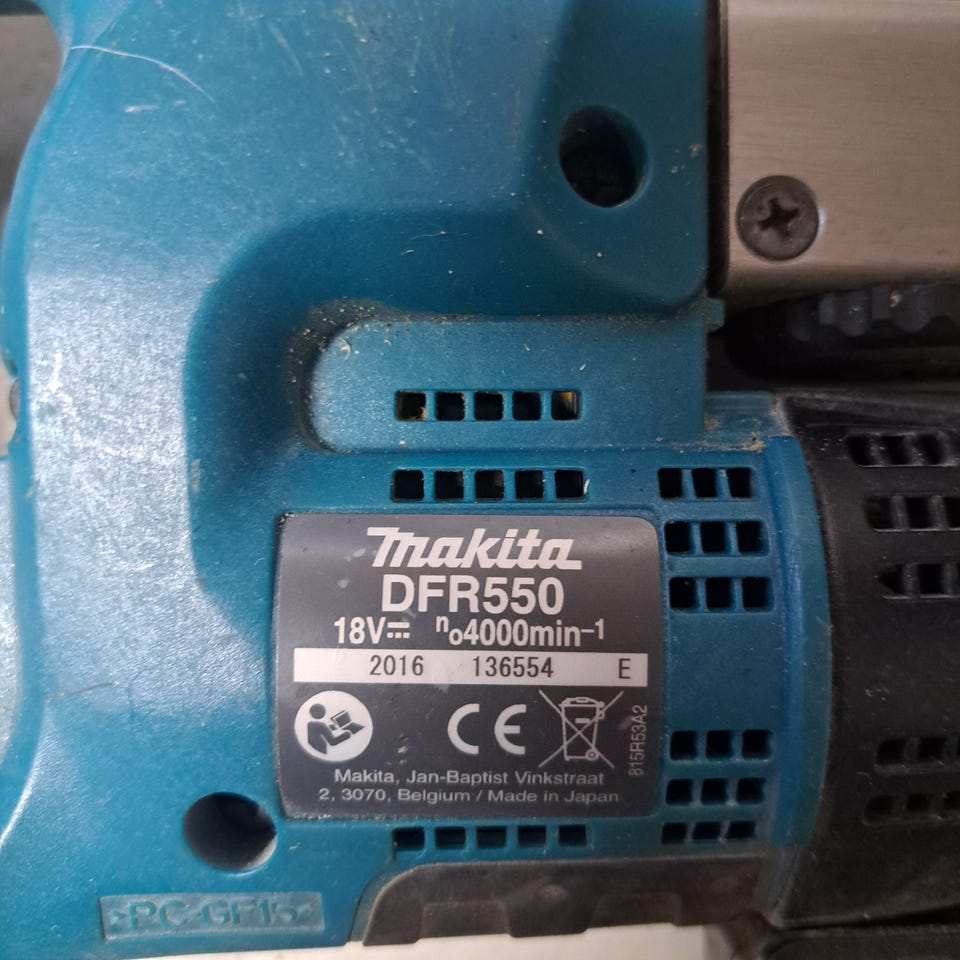 makita
DFR550
18V⎓ n₀4000min-1
2016 136554 E
CE
815R53A2
Makita, Jan-Baptist Vinkstraat
2, 3070, Belgium / Made in Japan
>PC-GF15<